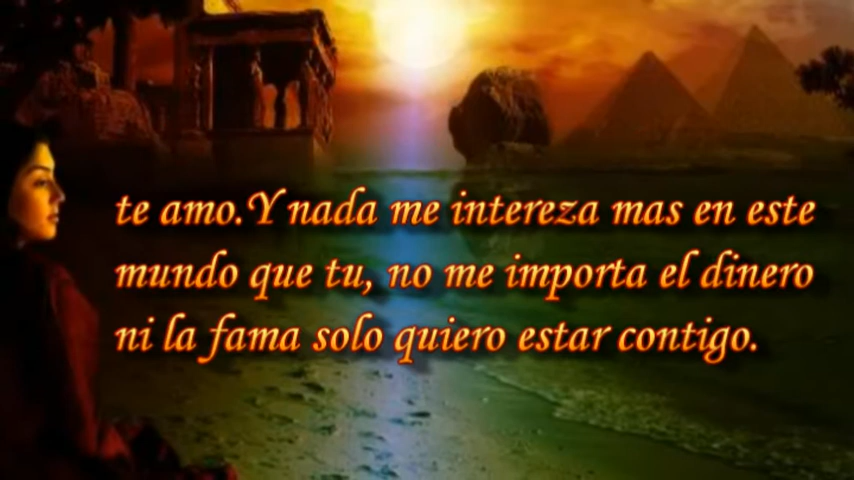 te amo.Y nada me intereza mas en este
mundo que tu, no me importa el dinero
ni la fama solo quiero estar contigo.